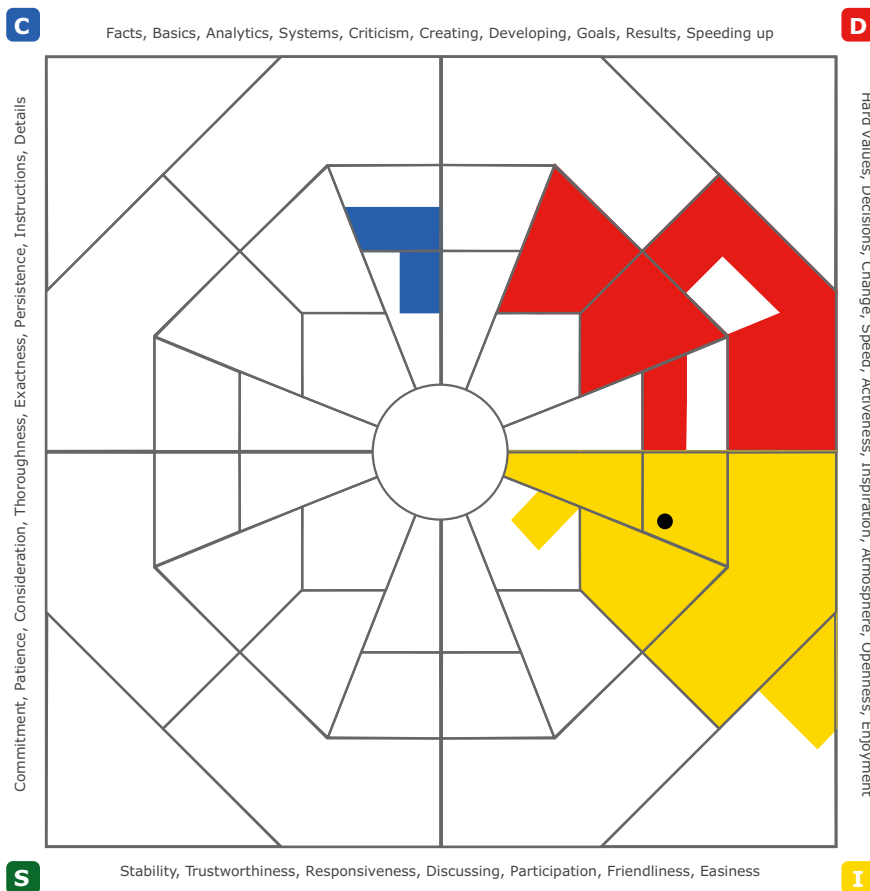 C
Facts, Basics, Analytics, Systems, Criticism, Creating, Developing, Goals, Results, Speeding up
D
Commitment, Patience, Consideration, Thoroughness, Exactness, Persistence, Instructions, Details
Hard values, Decisions, Change, Speed, Activeness, Inspiration, Atmosphere, Openness, Enjoyment
S
Stability, Trustworthiness, Responsiveness, Discussing, Participation, Friendliness, Easiness
I